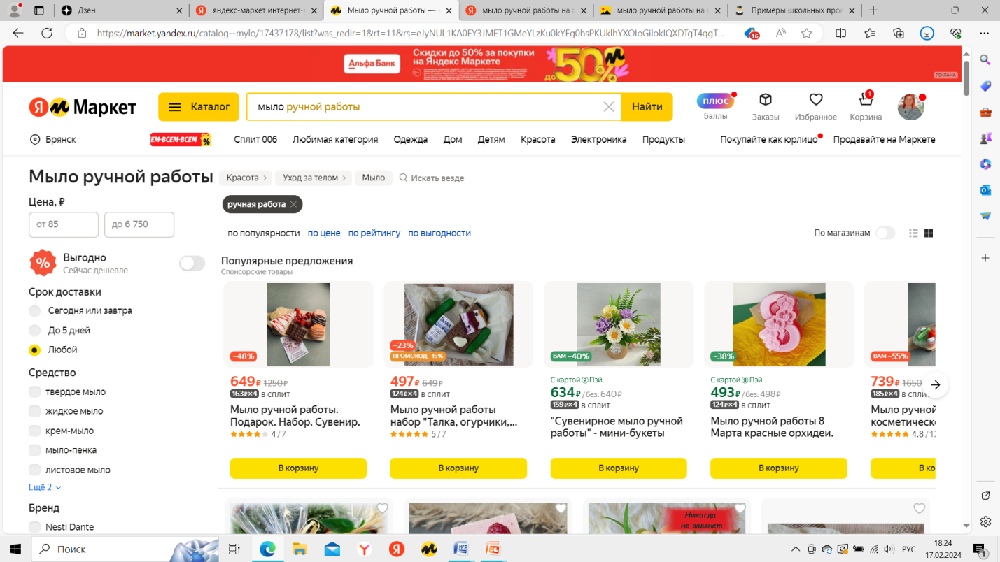 Дзен
яндекс-маркет интернет-
Мыло ручной работы —
мыло ручной работы на 
мыло ручной работы на 
Примеры школьных прое
https://market.yandex.ru/catalog--mylo/17437178/list?was_redir=1&rt=11&rs=eJyNUL1KA0EY3JMET1GMeYLzKu0kYEg0hsPKUklhYXOIoGiloklQXDTgT4qgT...
16
Альфа Банк
Скидки до 50% за покупки
на Яндекс Маркете
до 50%
РЕКЛАМА
Я М Маркет
Каталог
мыло ручной работы
Найти
плюс
Баллы
Заказы
Избранное
1
Корзина
Брянск
ЕМ-ВСЕМ-ВСЕМ %
Сплит 006
Любимая категория
Одежда
Дом
Детям
Красота
Электроника
Продукты
Покупайте как юрлицо
Продавайте на Маркете
Мыло ручной работы
Красота
Уход за телом
Мыло
Искать везде
Цена, ₽
от 85
до 6 750
ручная работа
по популярности
по цене
по рейтингу
по выгодности
По магазинам
%
Выгодно
Сейчас дешевле
Срок доставки
Сегодня или завтра
До 5 дней
Любой
Средство
твердое мыло
жидкое мыло
крем-мыло
мыло-пенка
листовое мыло
Ещё 2
Бренд
Nesti Dante
Популярные предложения
Спонсорские товары
–48%
649 ₽ 1250 ₽
163₽×4 в сплит
Мыло ручной работы.
Подарок. Набор. Сувенир.
4 / 7
В корзину
ТАЛКА
–23%
ПРОМОКОД –15%
497 ₽ 649 ₽
124₽×4 в сплит
Мыло ручной работы
набор "Талка, огурчики,...
5 / 7
В корзину
ВАМ –40%
С картой Я Пэй
634 ₽ / без: 640 ₽
159₽×4 в сплит
"Сувенирное мыло ручной
работы" - мини-букеты
В корзину
–38%
С картой Я Пэй
493 ₽ / без: 498 ₽
124₽×4 в сплит
Мыло ручной работы 8
Марта красные орхидеи.
В корзину
ВАМ –55%
739 ₽ 1650
185₽×4 в сплит
Мыло ручной
косметическо
4.8 / 12
В ко
Никогда
не завянет
Поиск
РУС
18:24
17.02.2024
1